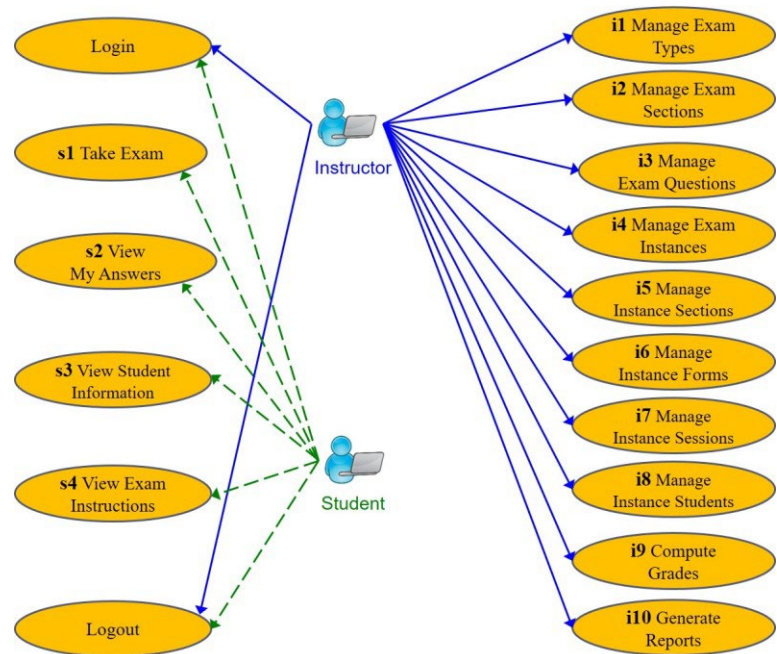 Login
s1 Take Exam
s2 View
My Answers
s3 View Student
Information
s4 View Exam
Instructions
Logout
Instructor
Student
i1 Manage Exam
Types
i2 Manage Exam
Sections
i3 Manage
Exam Questions
i4 Manage Exam
Instances
i5 Manage
Instance Sections
i6 Manage
Instance Forms
i7 Manage
Instance Sessions
i8 Manage
Instance Students
i9 Compute
Grades
i10 Generate
Reports